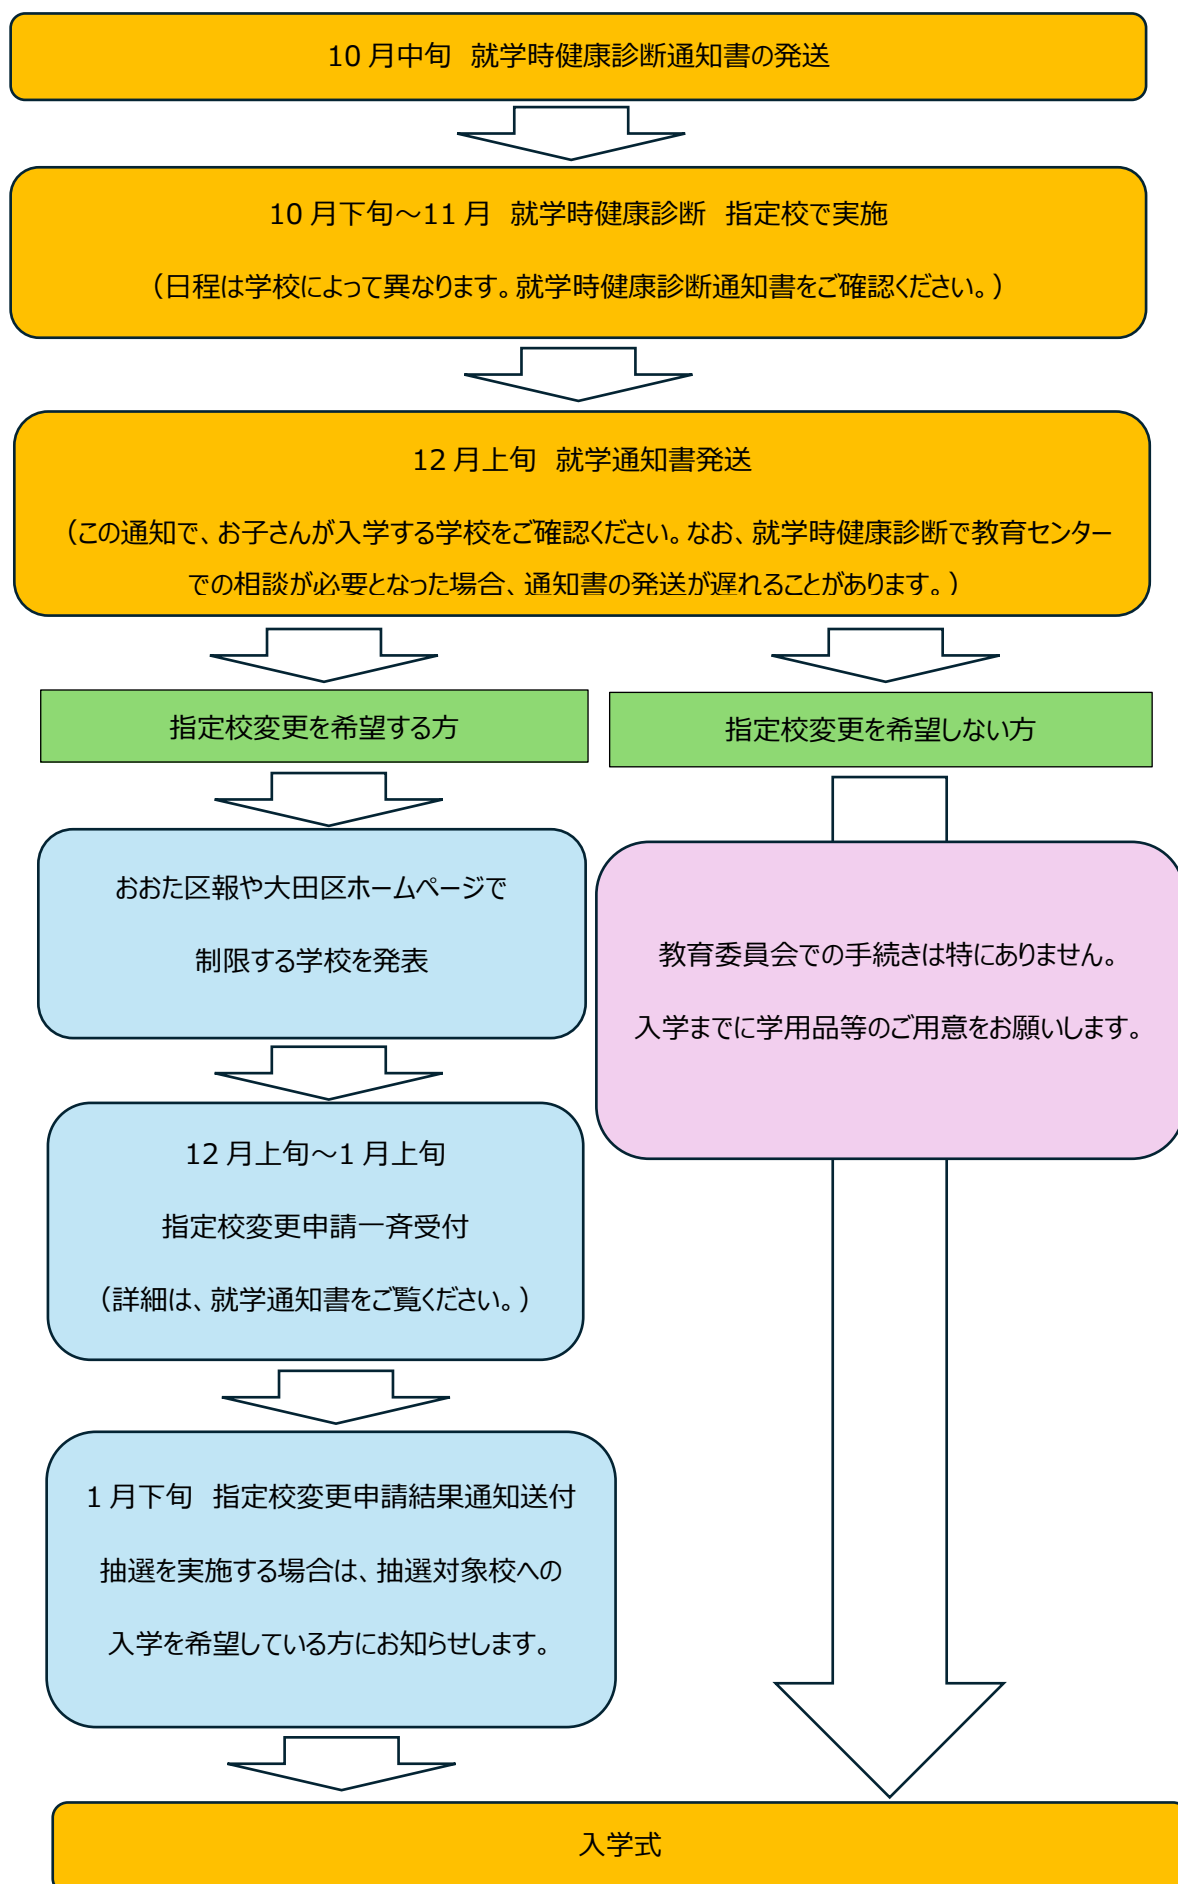 10月中旬 就学時健康診断通知書の発送
10月下旬～11月 就学時健康診断 指定校で実施
（日程は学校によって異なります。就学時健康診断通知書をご確認ください。）
12月上旬 就学通知書発送
（この通知で、お子さんが入学する学校をご確認ください。なお、就学時健康診断で教育センター
での相談が必要となった場合、通知書の発送が遅れることがあります。）
指定校変更を希望する方
指定校変更を希望しない方
おおた区報や大田区ホームページで
制限する学校を発表
教育委員会での手続きは特にありません。
入学までに学用品等のご用意をお願いします。
12月上旬～1月上旬
指定校変更申請一斉受付
（詳細は、就学通知書をご覧ください。）
1月下旬 指定校変更申請結果通知送付
抽選を実施する場合は、抽選対象校への
入学を希望している方にお知らせします。
入学式